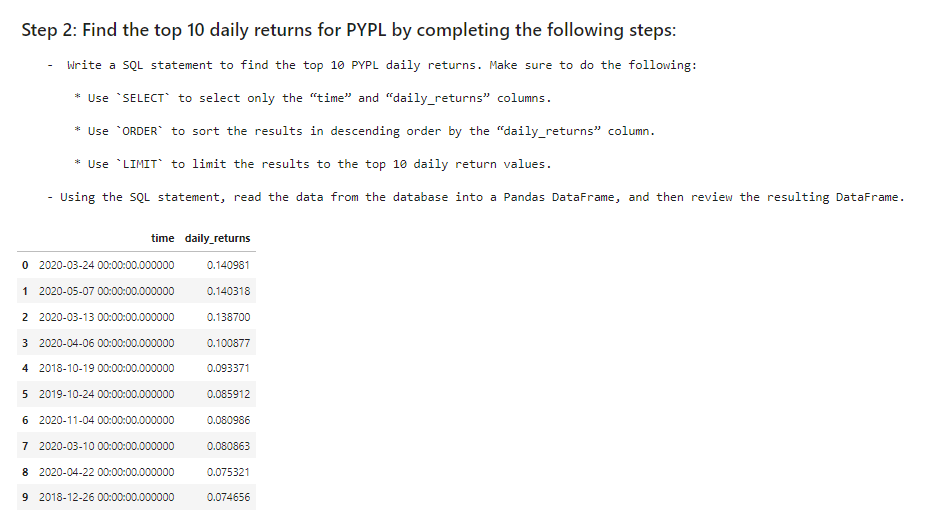 Step 2: Find the top 10 daily returns for PYPL by completing the following steps:
- Write a SQL statement to find the top 10 PYPL daily returns. Make sure to do the following:
* Use `SELECT` to select only the “time” and “daily_returns” columns.
* Use `ORDER` to sort the results in descending order by the “daily_returns” column.
* Use `LIMIT` to limit the results to the top 10 daily return values.
- Using the SQL statement, read the data from the database into a Pandas DataFrame, and then review the resulting DataFrame.
time daily_returns
0 2020-03-24 00:00:00.000000 0.140981
1 2020-05-07 00:00:00.000000 0.140318
2 2020-03-13 00:00:00.000000 0.138700
3 2020-04-06 00:00:00.000000 0.100877
4 2018-10-19 00:00:00.000000 0.093371
5 2019-10-24 00:00:00.000000 0.085912
6 2020-11-04 00:00:00.000000 0.080986
7 2020-03-10 00:00:00.000000 0.080863
8 2020-04-22 00:00:00.000000 0.075321
9 2018-12-26 00:00:00.000000 0.074656